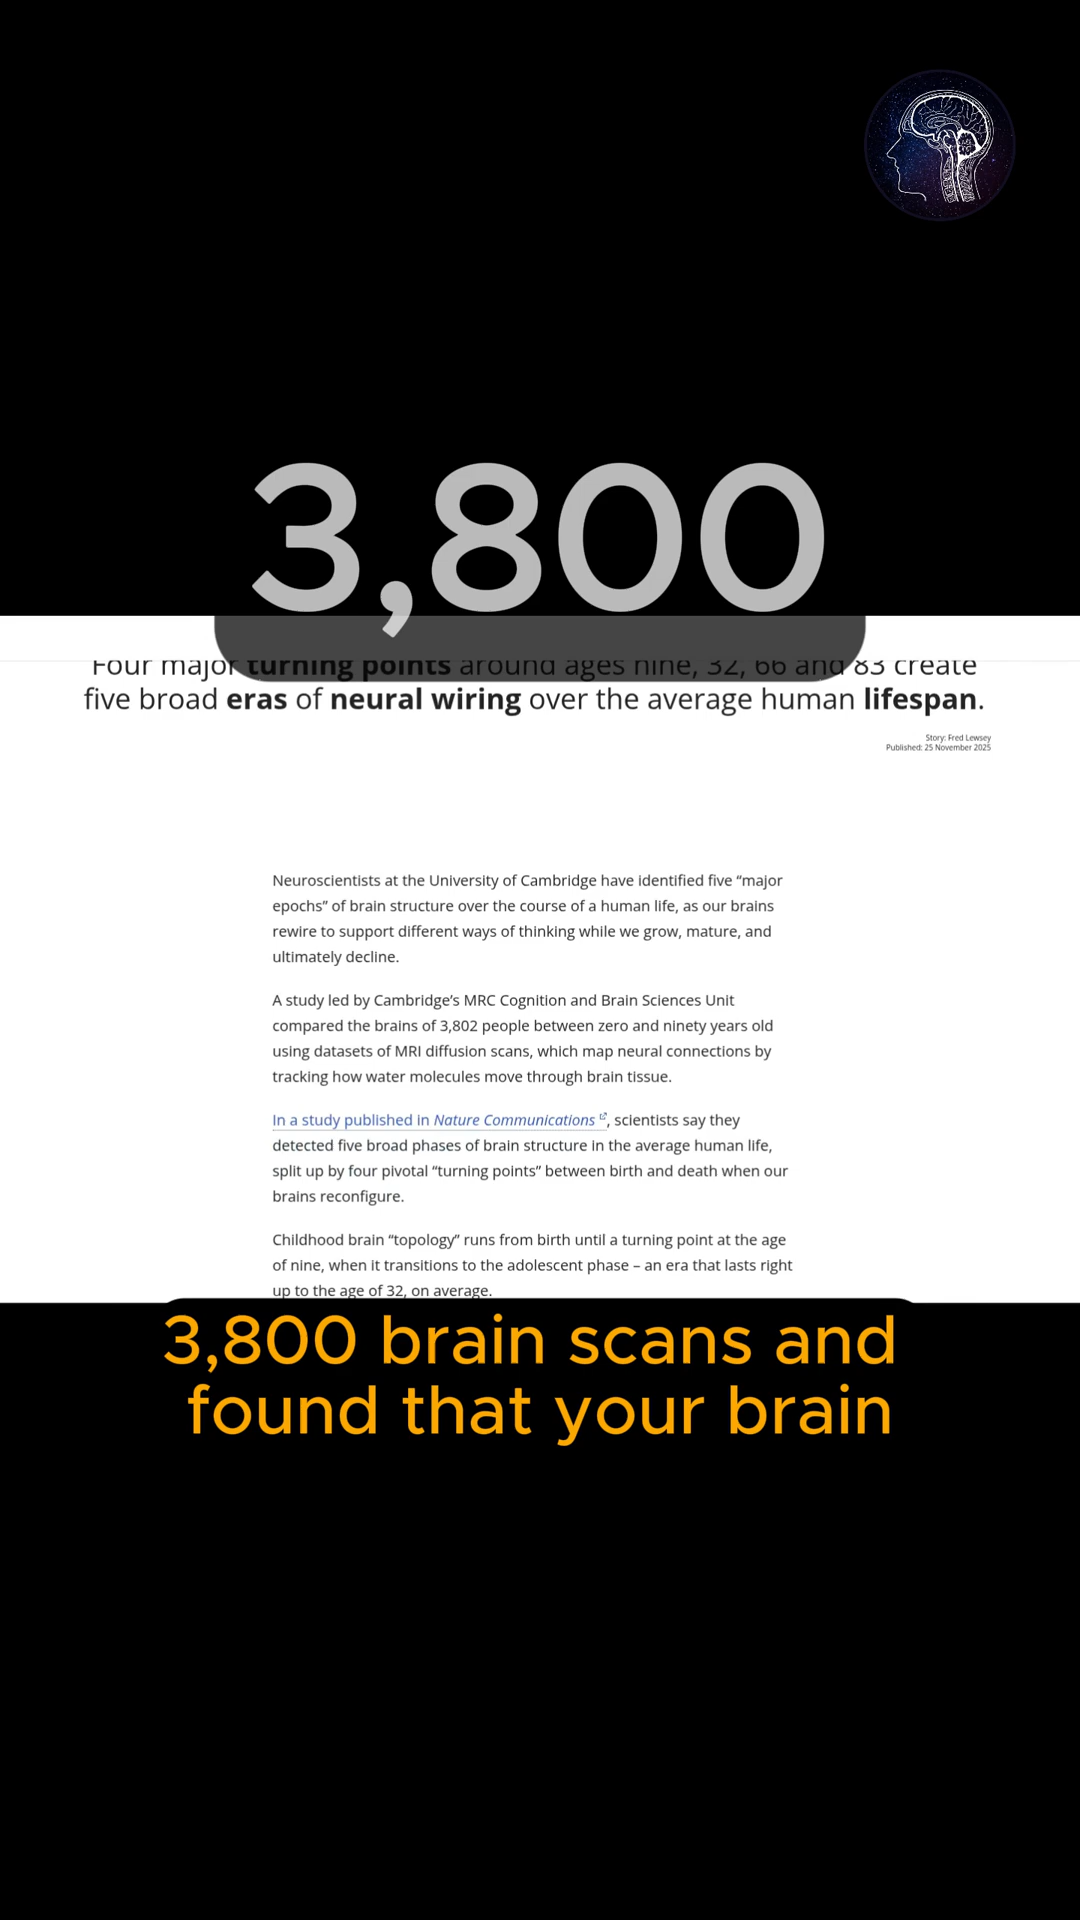 3,800
Four major turning points around ages nine, 32, 66 and 83 create
five broad eras of neural wiring over the average human lifespan.
Story: Fred Lewsey
Published: 25 November 2025
Neuroscientists at the University of Cambridge have identified five “major
epochs” of brain structure over the course of a human life, as our brains
rewire to support different ways of thinking while we grow, mature, and
ultimately decline.
A study led by Cambridge’s MRC Cognition and Brain Sciences Unit
compared the brains of 3,802 people between zero and ninety years old
using datasets of MRI diffusion scans, which map neural connections by
tracking how water molecules move through brain tissue.
In a study published in Nature Communications, scientists say they
detected five broad phases of brain structure in the average human life,
split up by four pivotal “turning points” between birth and death when our
brains reconfigure.
Childhood brain “topology” runs from birth until a turning point at the age
of nine, when it transitions to the adolescent phase – an era that lasts right
up to the age of 32, on average.
3,800 brain scans and
found that your brain